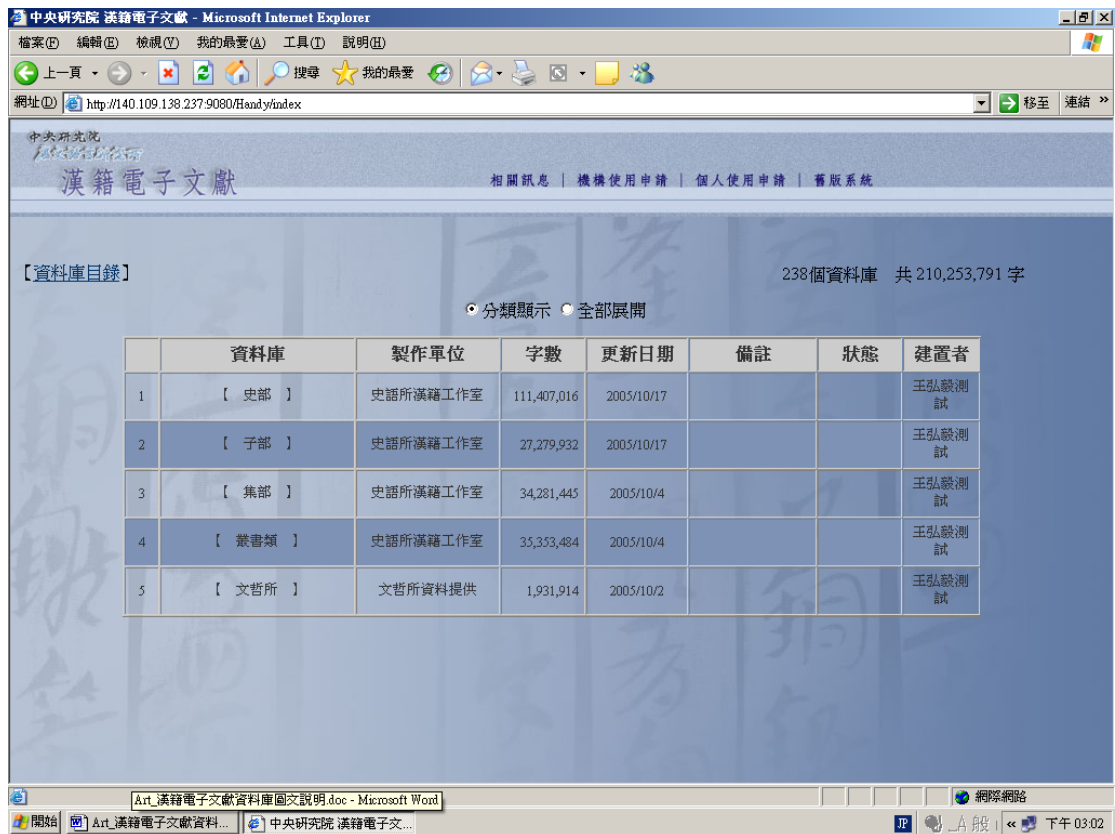 中央研究院 漢籍電子文獻 - Microsoft Internet Explorer
檔案(F) 編輯(E) 檢視(V) 我的最愛(A) 工具(T) 說明(H)
上一頁 搜尋 我的最愛
網址(D) http://140.109.138.237:9080/Handy/index 移至 連結 »
中央研究院
漢籍電子文獻
相關訊息 | 機構使用申請 | 個人使用申請 | 舊版系統
【資料庫目錄】 238個資料庫 共 210,253,791 字
分類顯示 全部展開
資料庫 製作單位 字數 更新日期 備註 狀態 建置者
1 【 史部 】 史語所漢籍工作室 111,407,016 2005/10/17 王弘毅測試
2 【 子部 】 史語所漢籍工作室 27,279,932 2005/10/17 王弘毅測試
3 【 集部 】 史語所漢籍工作室 34,281,445 2005/10/4 王弘毅測試
4 【 叢書類 】 史語所漢籍工作室 35,353,484 2005/10/4 王弘毅測試
5 【 文哲所 】 文哲所資料提供 1,931,914 2005/10/2 王弘毅測試
網際網路
Art_漢籍電子文獻資料庫圖文說明.doc - Microsoft Word
開始 Art_漢籍電子文獻資料... 中央研究院 漢籍電子文... JP A 般 « 下午 03:02